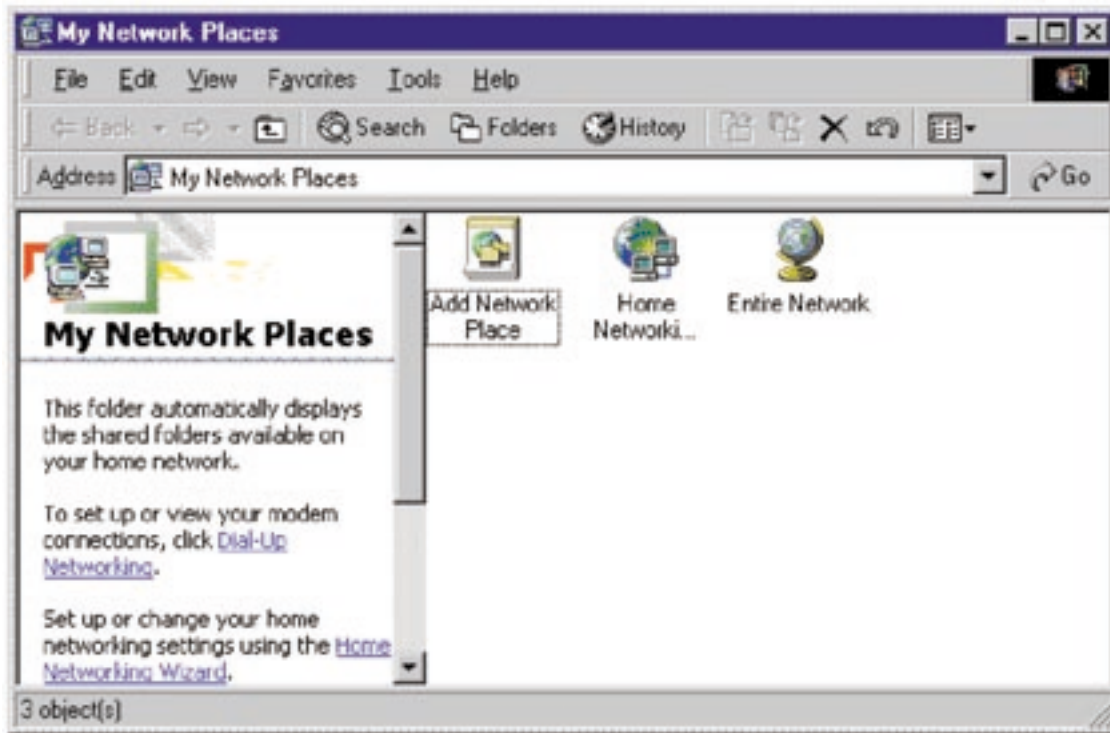 My Network Places
File Edit View Favorites Tools Help
Back Search Folders History
Address My Network Places Go
Add Network
Place
Home
Networki...
Entire Network
My Network Places
This folder automatically displays
the shared folders available on
your home network.
To set up or view your modem
connections, click Dial-Up
Networking.
Set up or change your home
networking settings using the Home
Networking Wizard.
3 object(s)